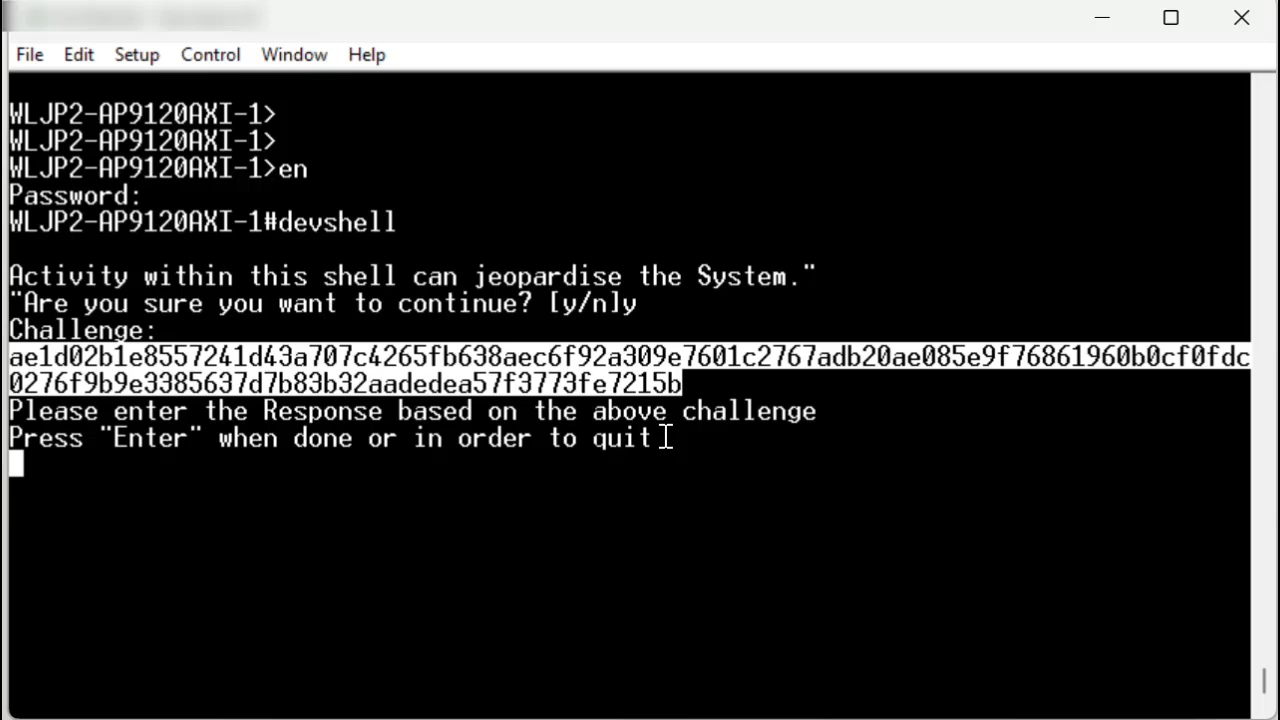 File Edit Setup Control Window Help
WLJP2-AP9120AXI-1>
WLJP2-AP9120AXI-1>
WLJP2-AP9120AXI-1>en
Password:
WLJP2-AP9120AXI-1#devshell
Activity within this shell can jeopardise the System."
"Are you sure you want to continue? [y/n]y
Challenge:
ae1d02b1e8557241d43a707c4265fb638aec6f92a309e7601c2767adb20ae085e9f76861960b0cf0fdc
0276f9b9e3385637d7b83b32aadedea57f3773fe7215b
Please enter the Response based on the above challenge
Press "Enter" when done or in order to quit